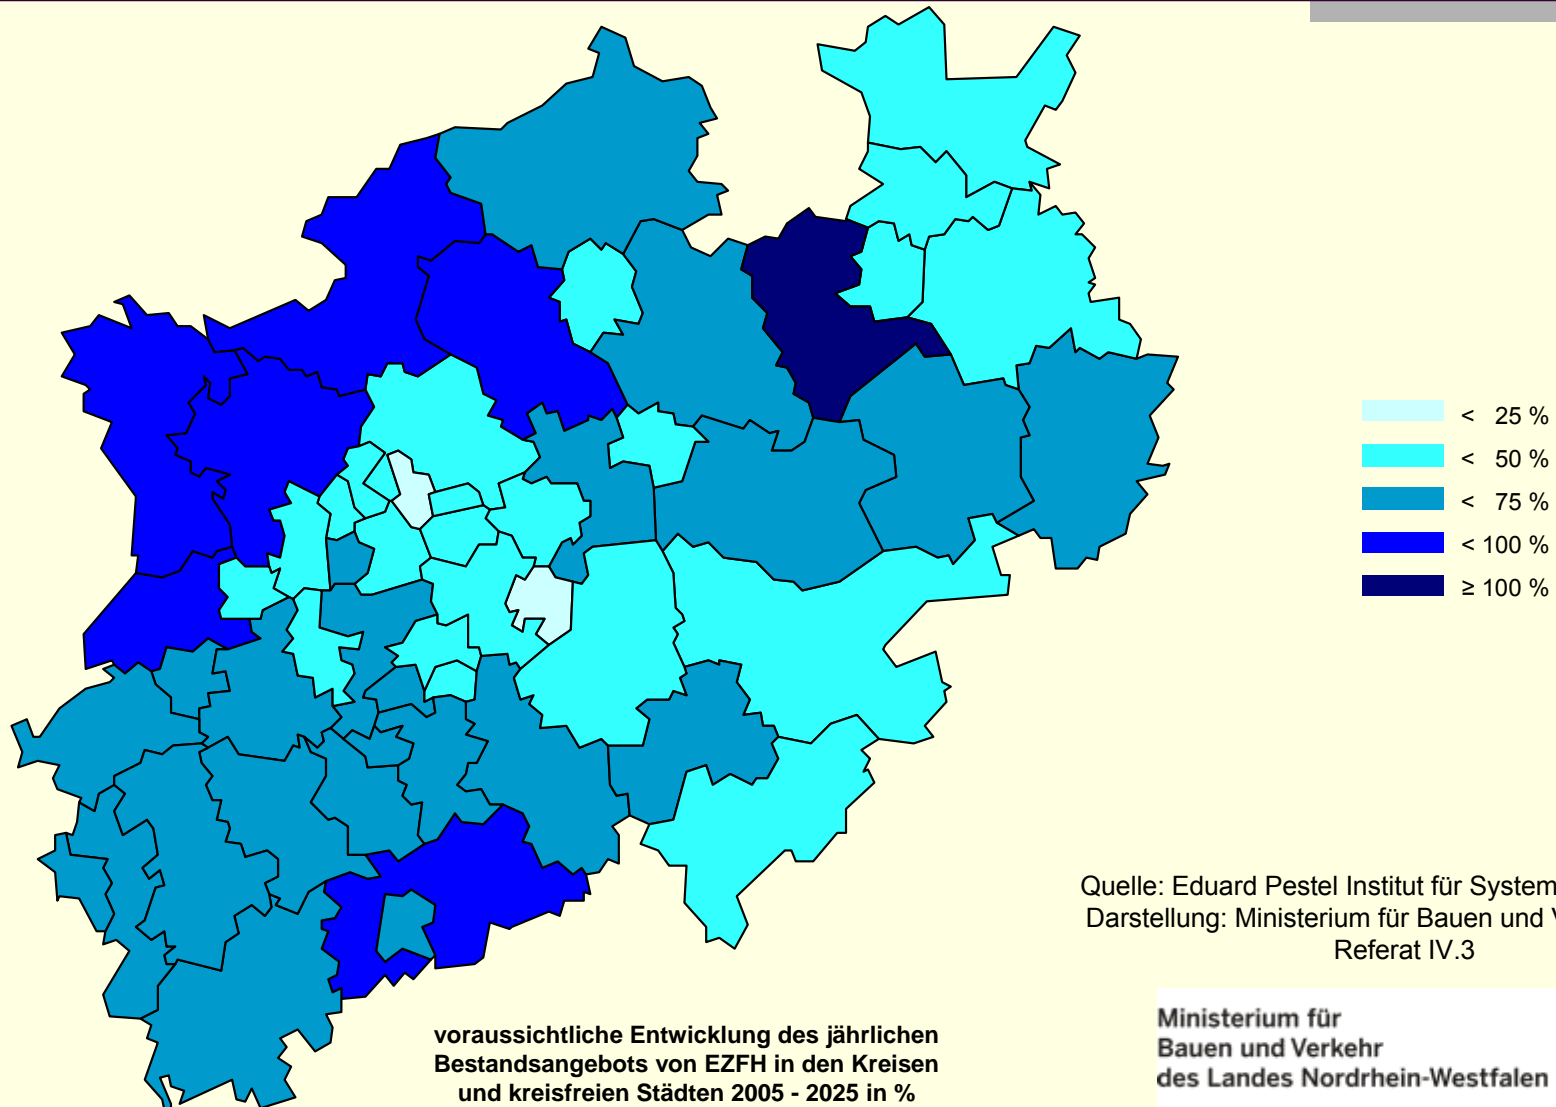 < 25 %
< 50 %
< 75 %
< 100 %
≥ 100 %
Quelle: Eduard Pestel Institut für System
Darstellung: Ministerium für Bauen und
Referat IV.3
voraussichtliche Entwicklung des jährlichen
Bestandsangebots von EZFH in den Kreisen
und kreisfreien Städten 2005 - 2025 in %
Ministerium für
Bauen und Verkehr
des Landes Nordrhein-Westfalen